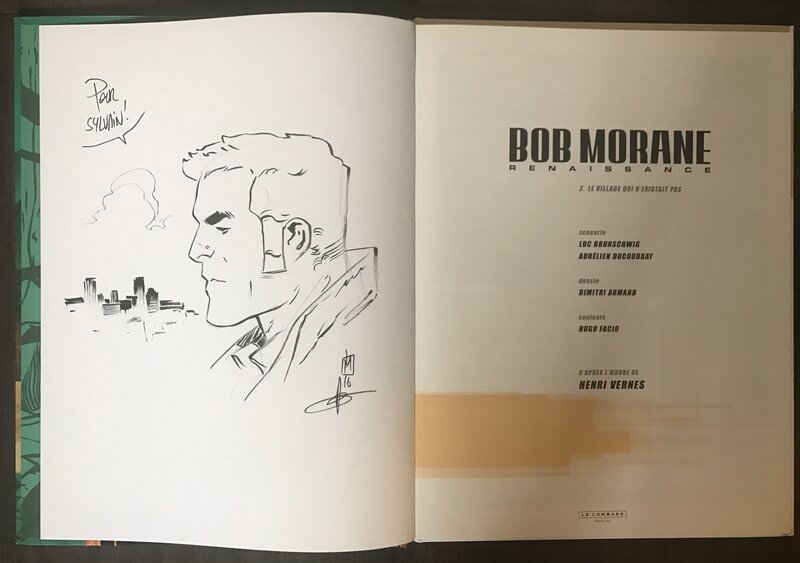 Pour
SYLVAIN!
16
BOB MORANE
RENAISSANCE
2. LE VILLAGE QUI N'EXISTAIT PAS
scénario
LUC BRUNSCHWIG
AURÉLIEN DUCOUDRAY
dessin
DIMITRI ARMAND
couleurs
HUGO FACIO
D'APRÈS L'ŒUVRE DE
HENRI VERNES
LE LOMBARD